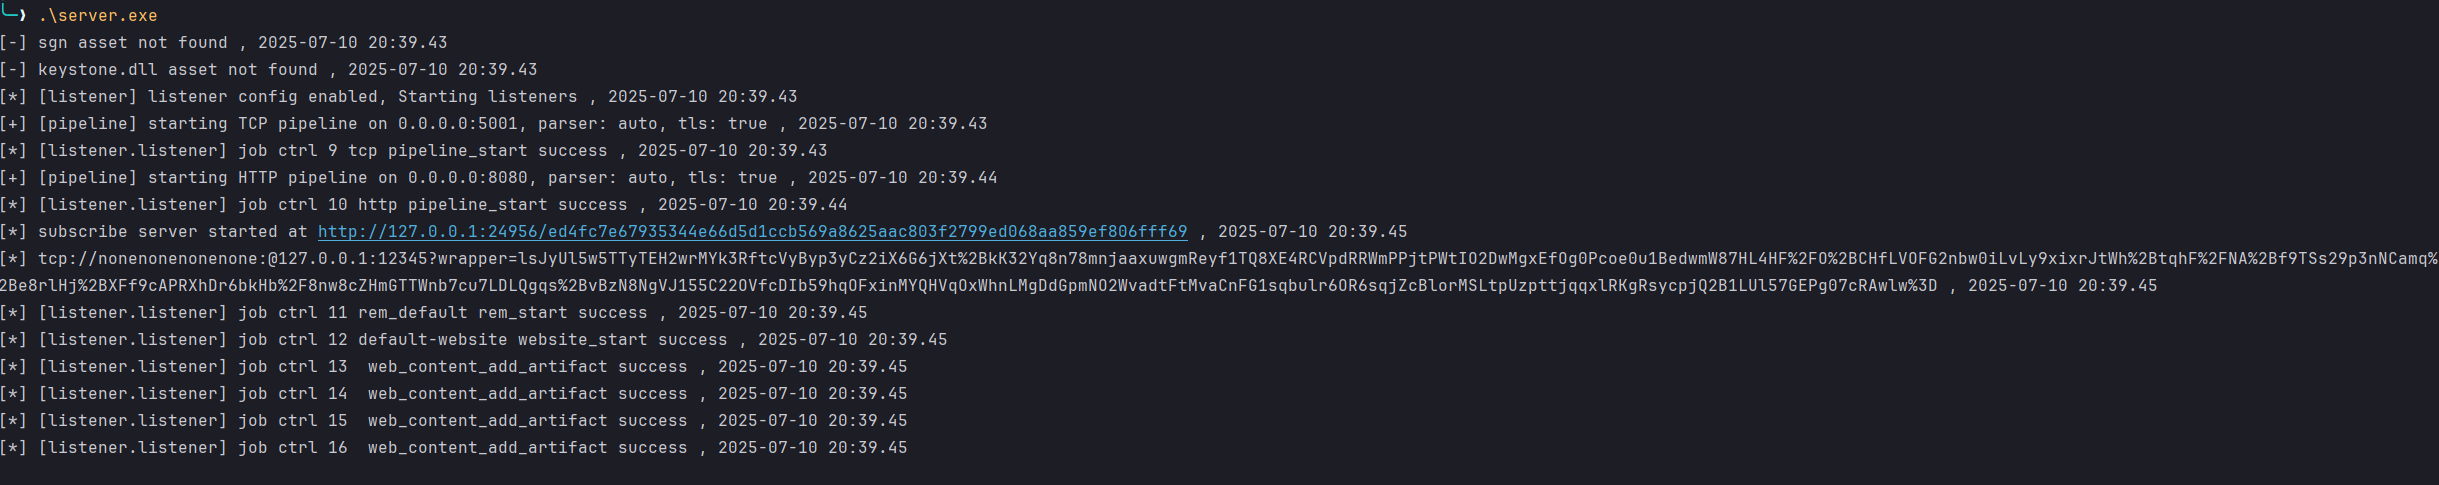 ╰─❯ .\server.exe
[-] sgn asset not found , 2025-07-10 20:39.43
[-] keystone.dll asset not found , 2025-07-10 20:39.43
[*] [listener] listener config enabled, Starting listeners , 2025-07-10 20:39.43
[+] [pipeline] starting TCP pipeline on 0.0.0.0:5001, parser: auto, tls: true , 2025-07-10 20:39.43
[*] [listener.listener] job ctrl 9 tcp pipeline_start success , 2025-07-10 20:39.43
[+] [pipeline] starting HTTP pipeline on 0.0.0.0:8080, parser: auto, tls: true , 2025-07-10 20:39.44
[*] [listener.listener] job ctrl 10 http pipeline_start success , 2025-07-10 20:39.44
[*] subscribe server started at http://127.0.0.1:24956/ed4fc7e67935344e66d5d1ccb569a8625aac803f2799ed068aa859ef806fff69 , 2025-07-10 20:39.45
[*] tcp://nonenonenonenone:@127.0.0.1:12345?wrapper=lsJyUl5w5TTyTEH2wrMYk3RftcVyByp3yCz2iX6G6jXt%2BkK32Yq8n78mnjaaxuwgmReyf1TQ8XE4RCVpdRRWmPPjtPWtIO2DwMgxEfOg0Pcoe0u1BedwmW87HL4HF%2FO%2BCHfLVOFG2nbw0iLvLy9xixrJtWh%2BtqhF%2FNA%2Bf9TSs29p3nNCamq%
2Be8rlHj%2BXFf9cAPRXhDr6bkHb%2F8nw8cZHmGTTWnb7cu7LDLQgqs%2BvBzN8NgVJ155C22OVfcDIb59hqOFxinMYQHVqOxWhnLMgDdGpmNO2WvadtFtMvaCnFG1sqbulr6OR6sqjZcBlorMSLtpUzpttjqqxlRKgRsycpjQ2B1LUl57GEPg07cRAwlw%3D , 2025-07-10 20:39.45
[*] [listener.listener] job ctrl 11 rem_default rem_start success , 2025-07-10 20:39.45
[*] [listener.listener] job ctrl 12 default-website website_start success , 2025-07-10 20:39.45
[*] [listener.listener] job ctrl 13  web_content_add_artifact success , 2025-07-10 20:39.45
[*] [listener.listener] job ctrl 14  web_content_add_artifact success , 2025-07-10 20:39.45
[*] [listener.listener] job ctrl 15  web_content_add_artifact success , 2025-07-10 20:39.45
[*] [listener.listener] job ctrl 16  web_content_add_artifact success , 2025-07-10 20:39.45